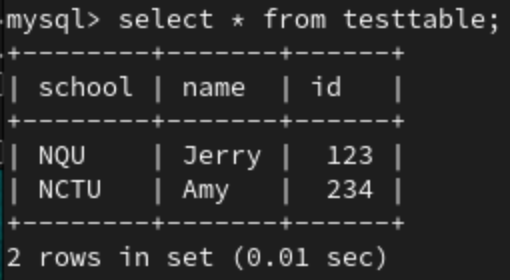 mysql> select * from testtable;
+--------+-------+------+
| school | name  | id   |
+--------+-------+------+
| NQU    | Jerry |  123 |
| NCTU   | Amy   |  234 |
+--------+-------+------+
2 rows in set (0.01 sec)